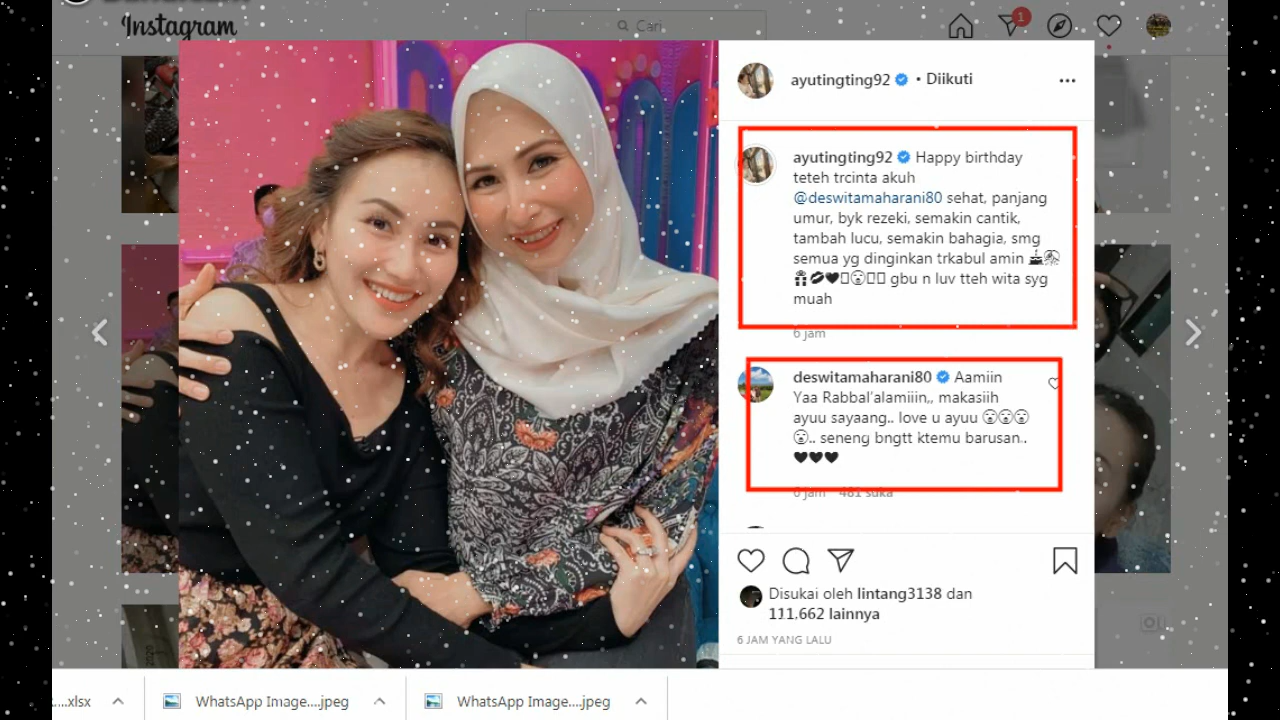 Instagram
Cari
1
ayutingting92 • Diikuti
ayutingting92 Happy birthday
teteh trcinta akuh
@deswitamaharani80 sehat, panjang
umur, byk rezeki, semakin cantik,
tambah lucu, semakin bahagia, smg
semua yg dinginkan trkabul amin
gbu n luv tteh wita syg
muah
6 jam
deswitamaharani80 Aamiin
Yaa Rabbal'alamiiin,, makasiih
ayuu sayaang.. love u ayuu
.. seneng bngtt ktemu barusan..
6 jam 481 suka
Disukai oleh lintang3138 dan
111,662 lainnya
6 JAM YANG LALU
....xlsx
WhatsApp Image....jpeg
WhatsApp Image....jpeg